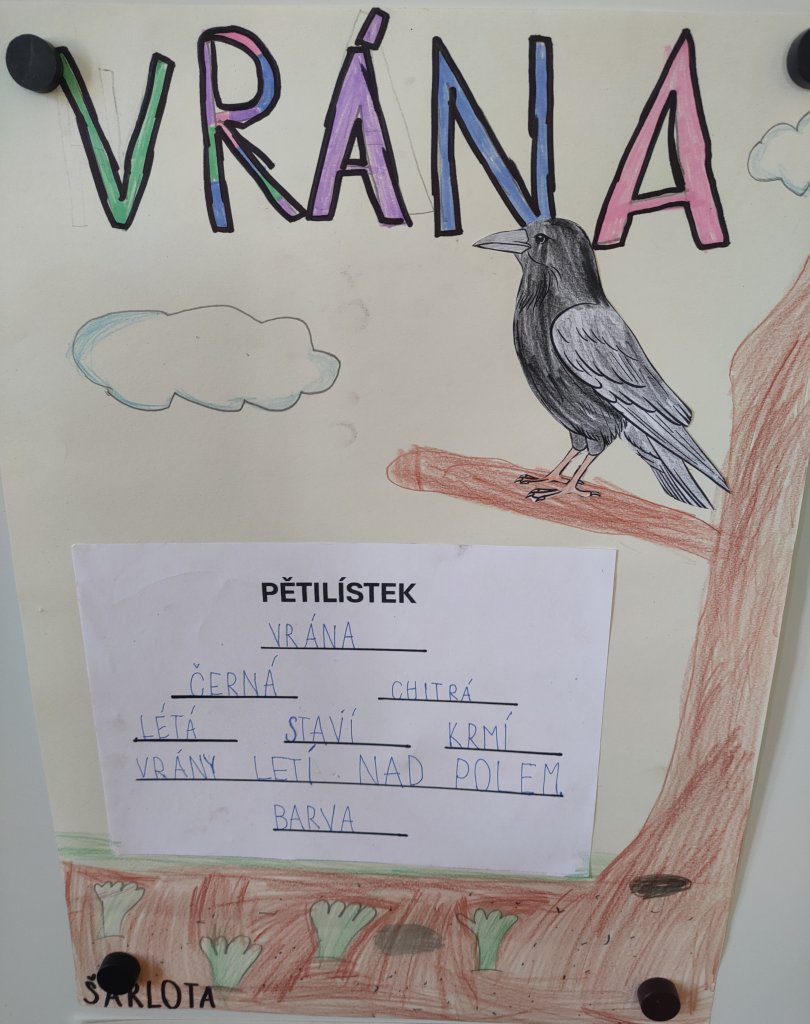 VRÁNA
PĚTILÍSTEK
VRÁNA
ČERNÁ CHITRÁ
LÉTÁ STAVÍ KRMÍ
VRÁNY LETÍ NAD POLEM
BARVA
ŠARLOTA